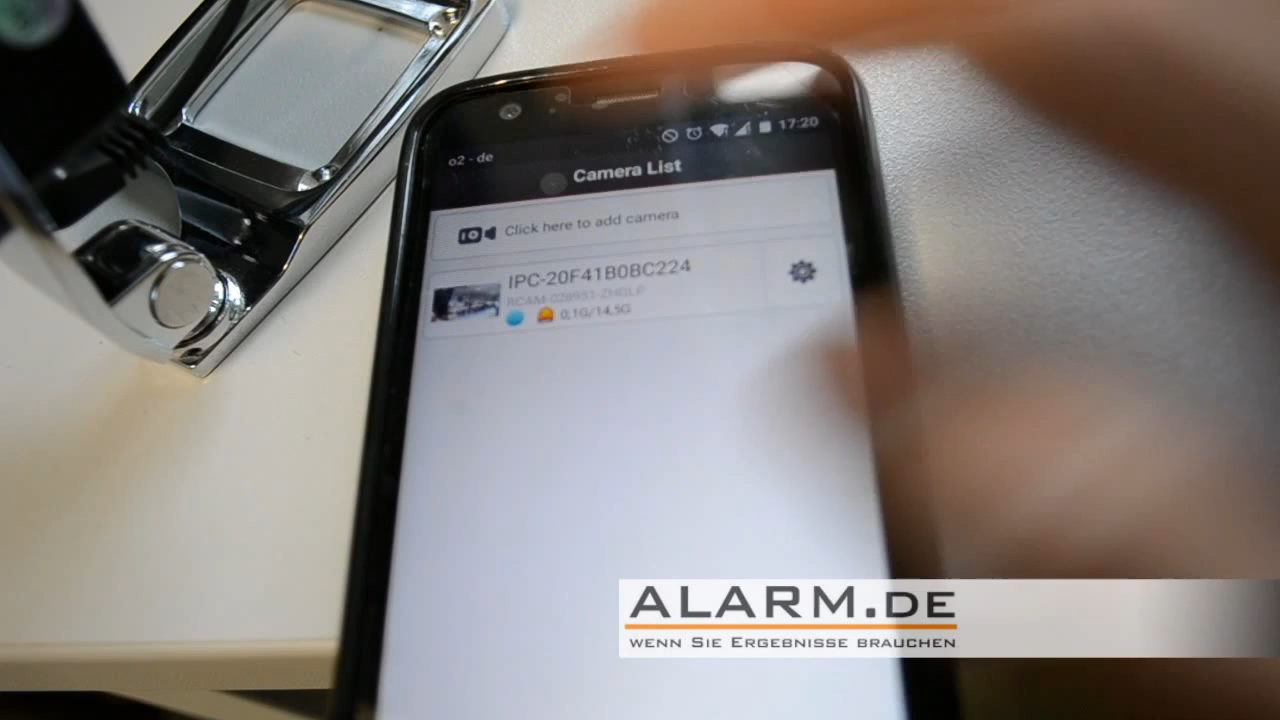 o2 - de
17:20
Camera List
Click here to add camera
IPC-20F41B0BC224
0,1G/14,5G
ALARM.DE
WENN SIE ERGEBNISSE BRAUCHEN